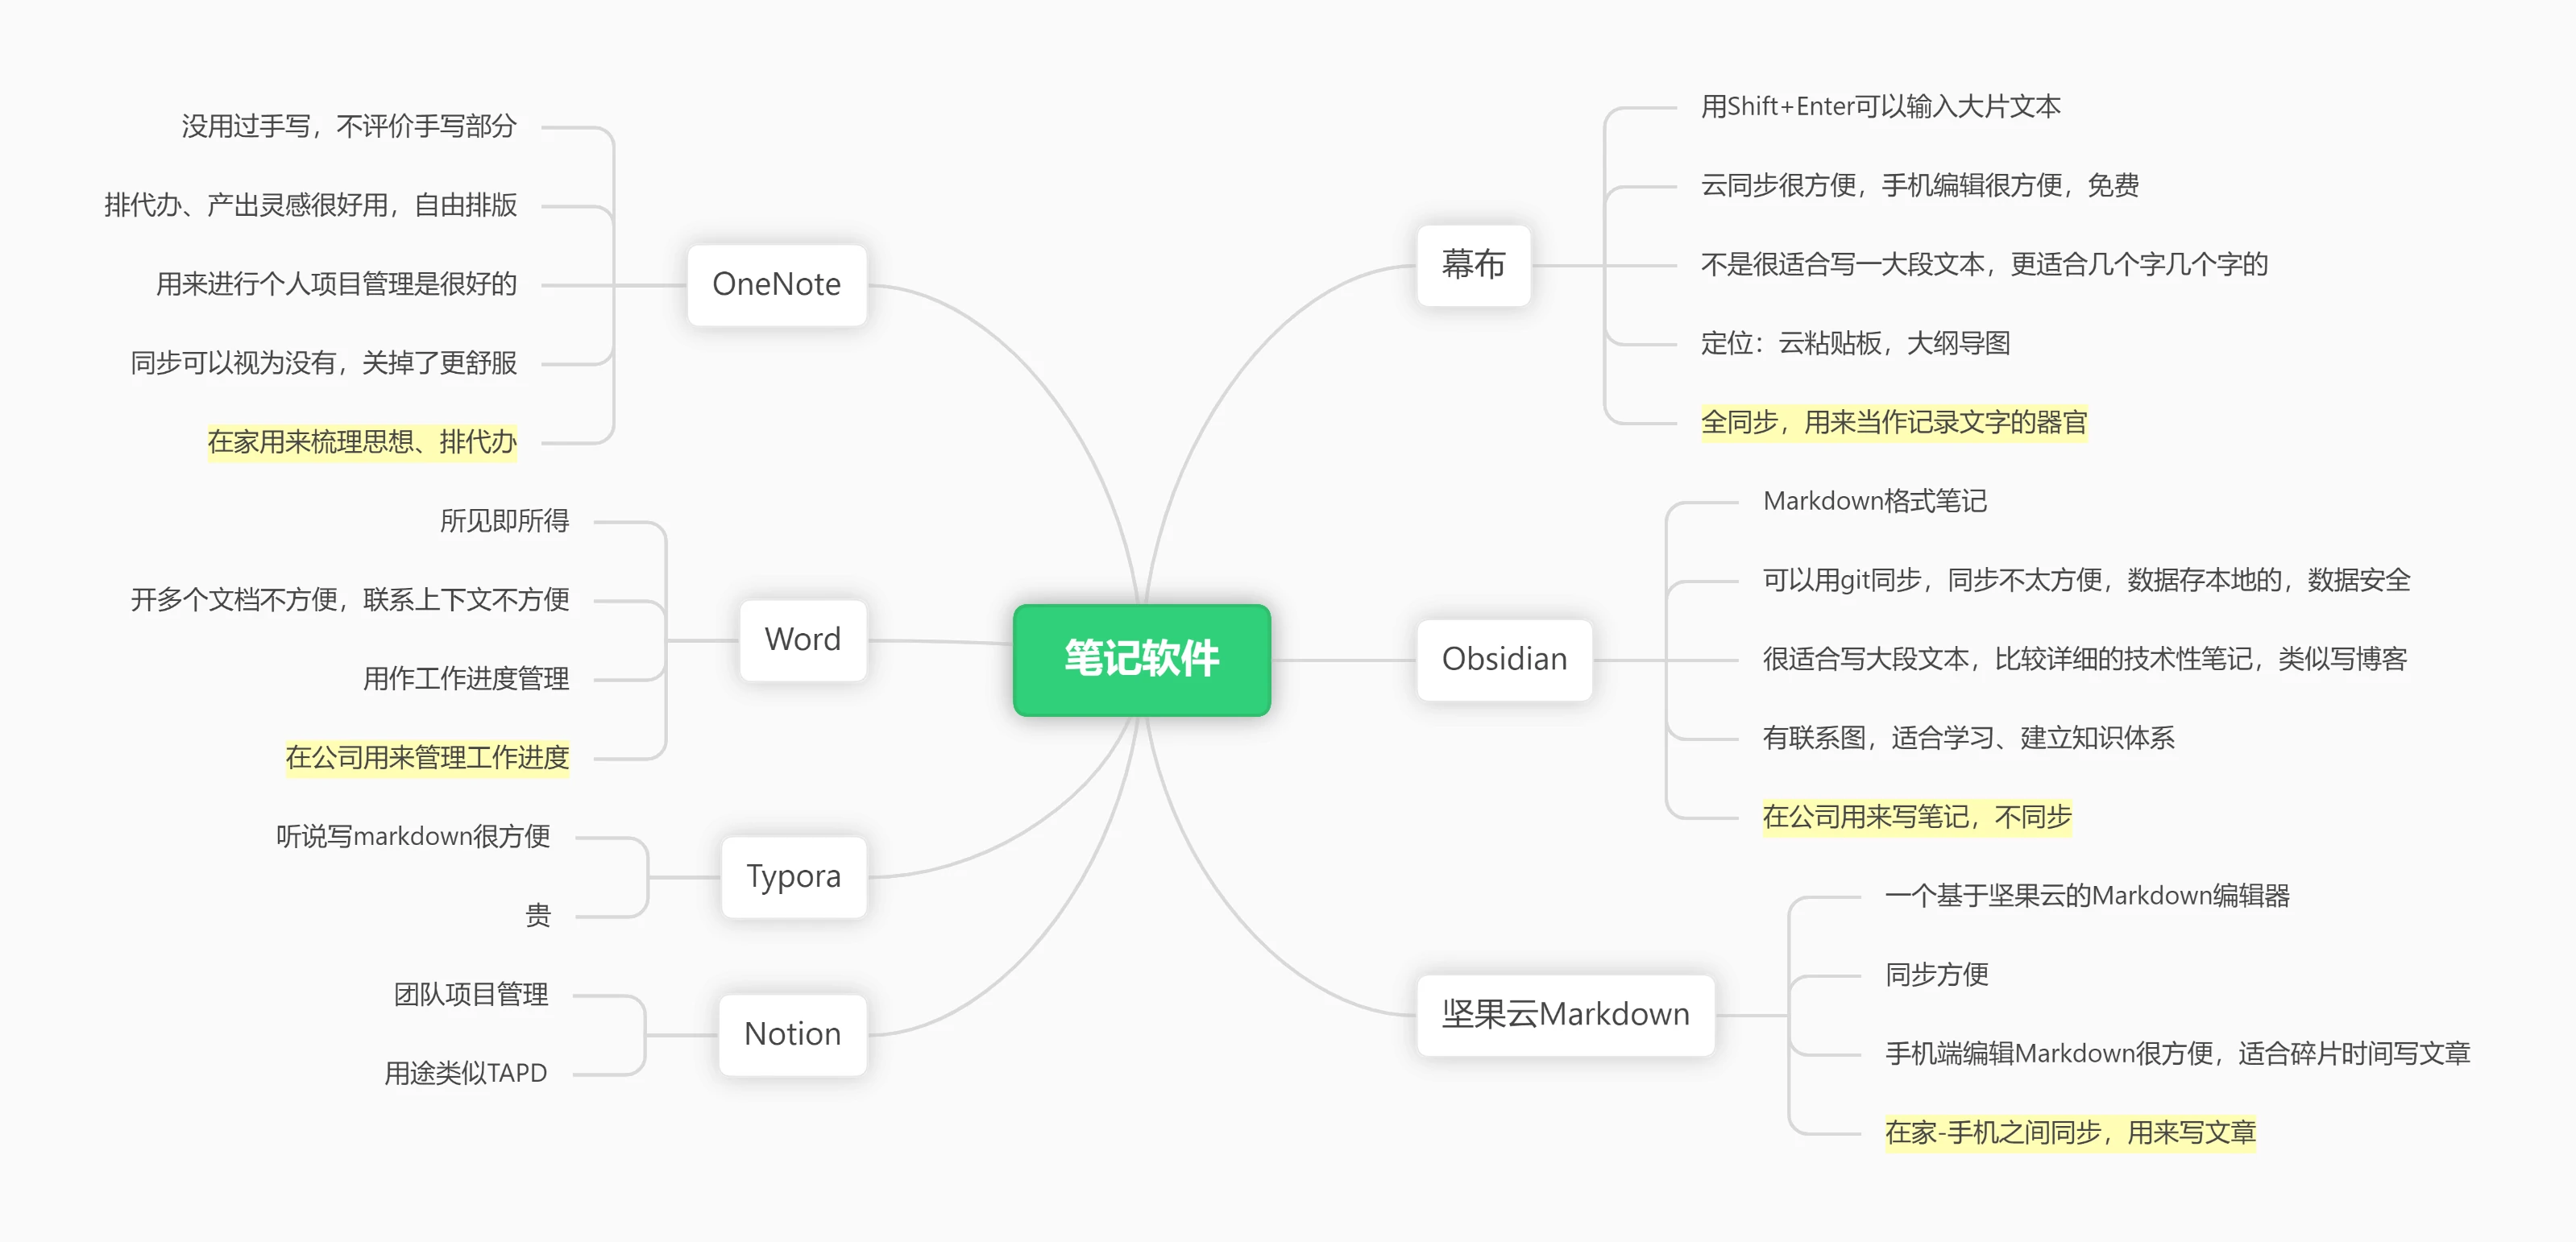 笔记软件
幕布
用Shift+Enter可以输入大片文本
云同步很方便，手机编辑很方便，免费
不是很适合写一大段文本，更适合几个字几个字的
定位：云粘贴板，大纲导图
全同步，用来当作记录文字的器官
Obsidian
Markdown格式笔记
可以用git同步，同步不太方便，数据存本地的，数据安全
很适合写大段文本，比较详细的技术性笔记，类似写博客
有联系图，适合学习、建立知识体系
在公司用来写笔记，不同步
坚果云Markdown
一个基于坚果云的Markdown编辑器
同步方便
手机端编辑Markdown很方便，适合碎片时间写文章
在家-手机之间同步，用来写文章
OneNote
没用过手写，不评价手写部分
排代办、产出灵感很好用，自由排版
用来进行个人项目管理是很好的
同步可以视为没有，关掉了更舒服
在家用来梳理思想、排代办
Word
所见即所得
开多个文档不方便，联系上下文不方便
用作工作进度管理
在公司用来管理工作进度
Typora
听说写markdown很方便
贵
Notion
团队项目管理
用途类似TAPD